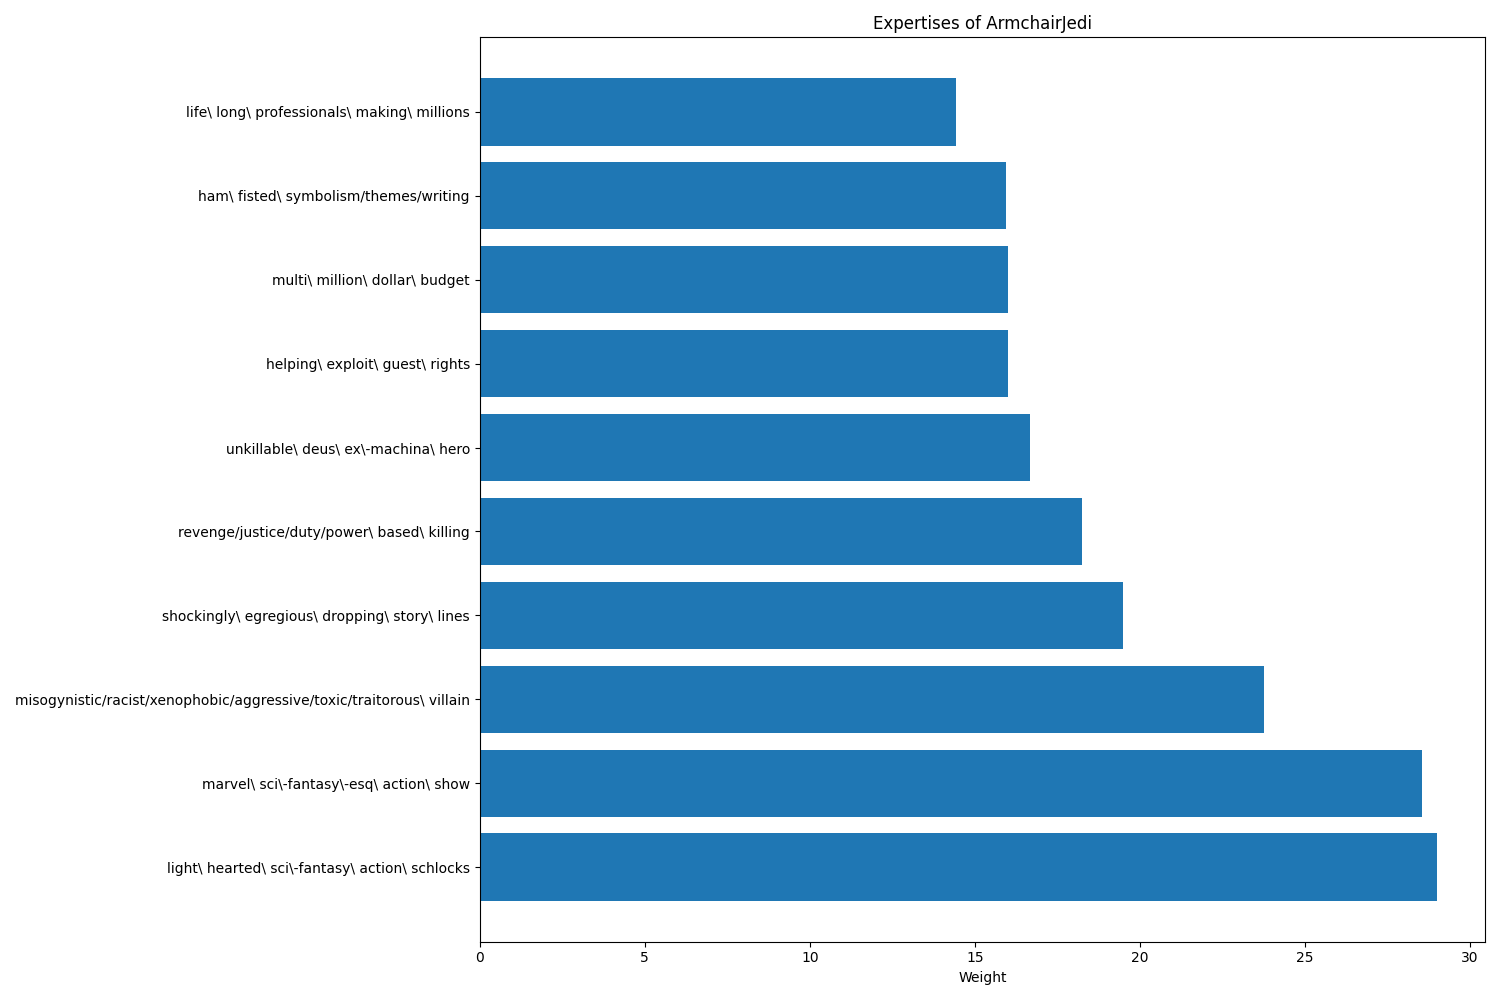 Expertises of ArmchairJedi
life\ long\ professionals\ making\ millions
ham\ fisted\ symbolism/themes/writing
multi\ million\ dollar\ budget
helping\ exploit\ guest\ rights
unkillable\ deus\ ex\-machina\ hero
revenge/justice/duty/power\ based\ killing
shockingly\ egregious\ dropping\ story\ lines
misogynistic/racist/xenophobic/aggressive/toxic/traitorous\ villain
marvel\ sci\-fantasy\-esq\ action\ show
light\ hearted\ sci\-fantasy\ action\ schlocks
0 5 10 15 20 25 30
Weight